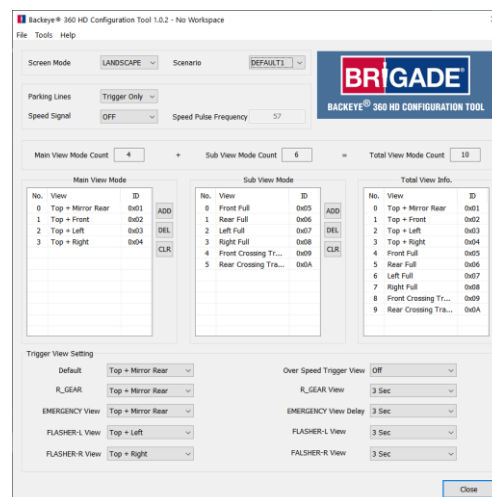 Backeye® 360 HD Configuration Tool 1.0.2 - No Workspace
File Tools Help
Screen Mode LANDSCAPE Scenario DEFAULT1
BRIGADE
BACKEYE® 360 HD CONFIGURATION TOOL
Parking Lines Trigger Only
Speed Signal OFF Speed Pulse Frequency 57
Main View Mode Count 4 + Sub View Mode Count 6 = Total View Mode Count 10
Main View Mode
No. View ID
0 Top + Mirror Rear 0x01
1 Top + Front 0x02
2 Top + Left 0x03
3 Top + Right 0x04
ADD
DEL
CLR
Sub View Mode
No. View ID
0 Front Full 0x05
1 Rear Full 0x06
2 Left Full 0x07
3 Right Full 0x08
4 Front Crossing Tr... 0x09
5 Rear Crossing Tra... 0x0A
ADD
DEL
CLR
Total View Info.
No. View ID
0 Top + Mirror Rear 0x01
1 Top + Front 0x02
2 Top + Left 0x03
3 Top + Right 0x04
4 Front Full 0x05
5 Rear Full 0x06
6 Left Full 0x07
7 Right Full 0x08
8 Front Crossing Tr... 0x09
9 Rear Crossing Tra... 0x0A
Trigger View Setting
Default Top + Mirror Rear Over Speed Trigger View Off
R_GEAR Top + Mirror Rear R_GEAR View 3 Sec
EMERGENCY View Top + Mirror Rear EMERGENCY View Delay 3 Sec
FLASHER-L View Top + Left FLASHER-L View 3 Sec
FLASHER-R View Top + Right FALSHER-R View 3 Sec
Close